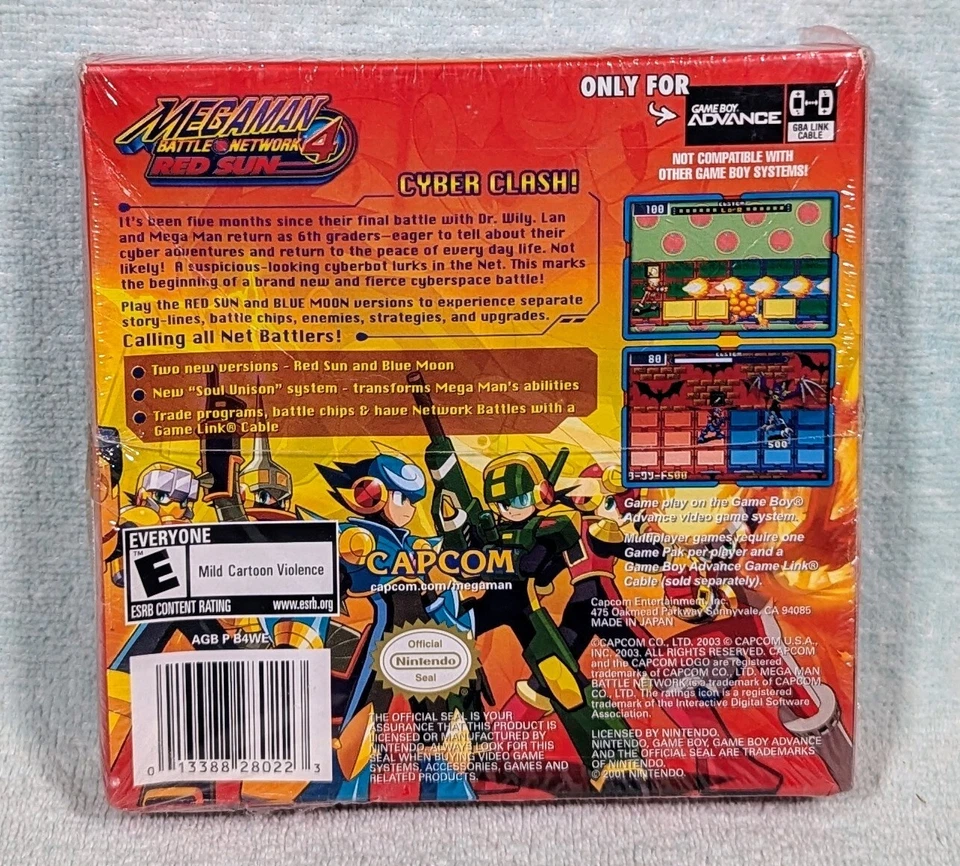 MEGAMAN
BATTLE NETWORK 4
RED SUN
ONLY FOR
GAME BOY
ADVANCE
GBA LINK
CABLE
NOT COMPATIBLE WITH
OTHER GAME BOY SYSTEMS!
CYBER CLASH!
It's been five months since their final battle with Dr. Wily. Lan
and Mega Man return as 6th graders—eager to tell about their
cyber adventures and return to the peace of every day life. Not
likely! A suspicious-looking cyberbot lurks in the Net. This marks
the beginning of a brand new and fierce cyberspace battle!
Play the RED SUN and BLUE MOON versions to experience separate
story-lines, battle chips, enemies, strategies, and upgrades.
Calling all Net Battlers!
Two new versions - Red Sun and Blue Moon
New "Soul Unison" system - transforms Mega Man's abilities
Trade programs, battle chips & have Network Battles with a
Game Link® Cable
100
CUSTOM
80
CUSTOM
500
Game play on the Game Boy®
Advance video game system.
Multiplayer games require one
Game Pak per player and a
Game Boy Advance Game Link®
Cable (sold separately).
EVERYONE
E
TM
Mild Cartoon Violence
ESRB CONTENT RATING www.esrb.org
AGB P B4WE
CAPCOM
capcom.com/megaman
Official
Nintendo
Seal
THE OFFICIAL SEAL IS YOUR
ASSURANCE THAT THIS PRODUCT IS
LICENSED OR MANUFACTURED BY
NINTENDO. ALWAYS LOOK FOR THIS
SEAL WHEN BUYING VIDEO GAME
SYSTEMS, ACCESSORIES, GAMES AND
RELATED PRODUCTS.
Capcom Entertainment, Inc.
475 Oakmead Parkway Sunnyvale, CA 94085
MADE IN JAPAN
©CAPCOM CO., LTD. 2003 © CAPCOM U.S.A.,
INC. 2003. ALL RIGHTS RESERVED. CAPCOM
and the CAPCOM LOGO are registered
trademarks of CAPCOM CO., LTD. MEGA MAN
BATTLE NETWORK is a trademark of CAPCOM
CO., LTD. The ratings icon is a registered
trademark of the Interactive Digital Software
Association.
LICENSED BY NINTENDO.
NINTENDO, GAME BOY, GAME BOY ADVANCE
AND THE OFFICIAL SEAL ARE TRADEMARKS
OF NINTENDO.
© 2001 NINTENDO.
0 13388 28022 3